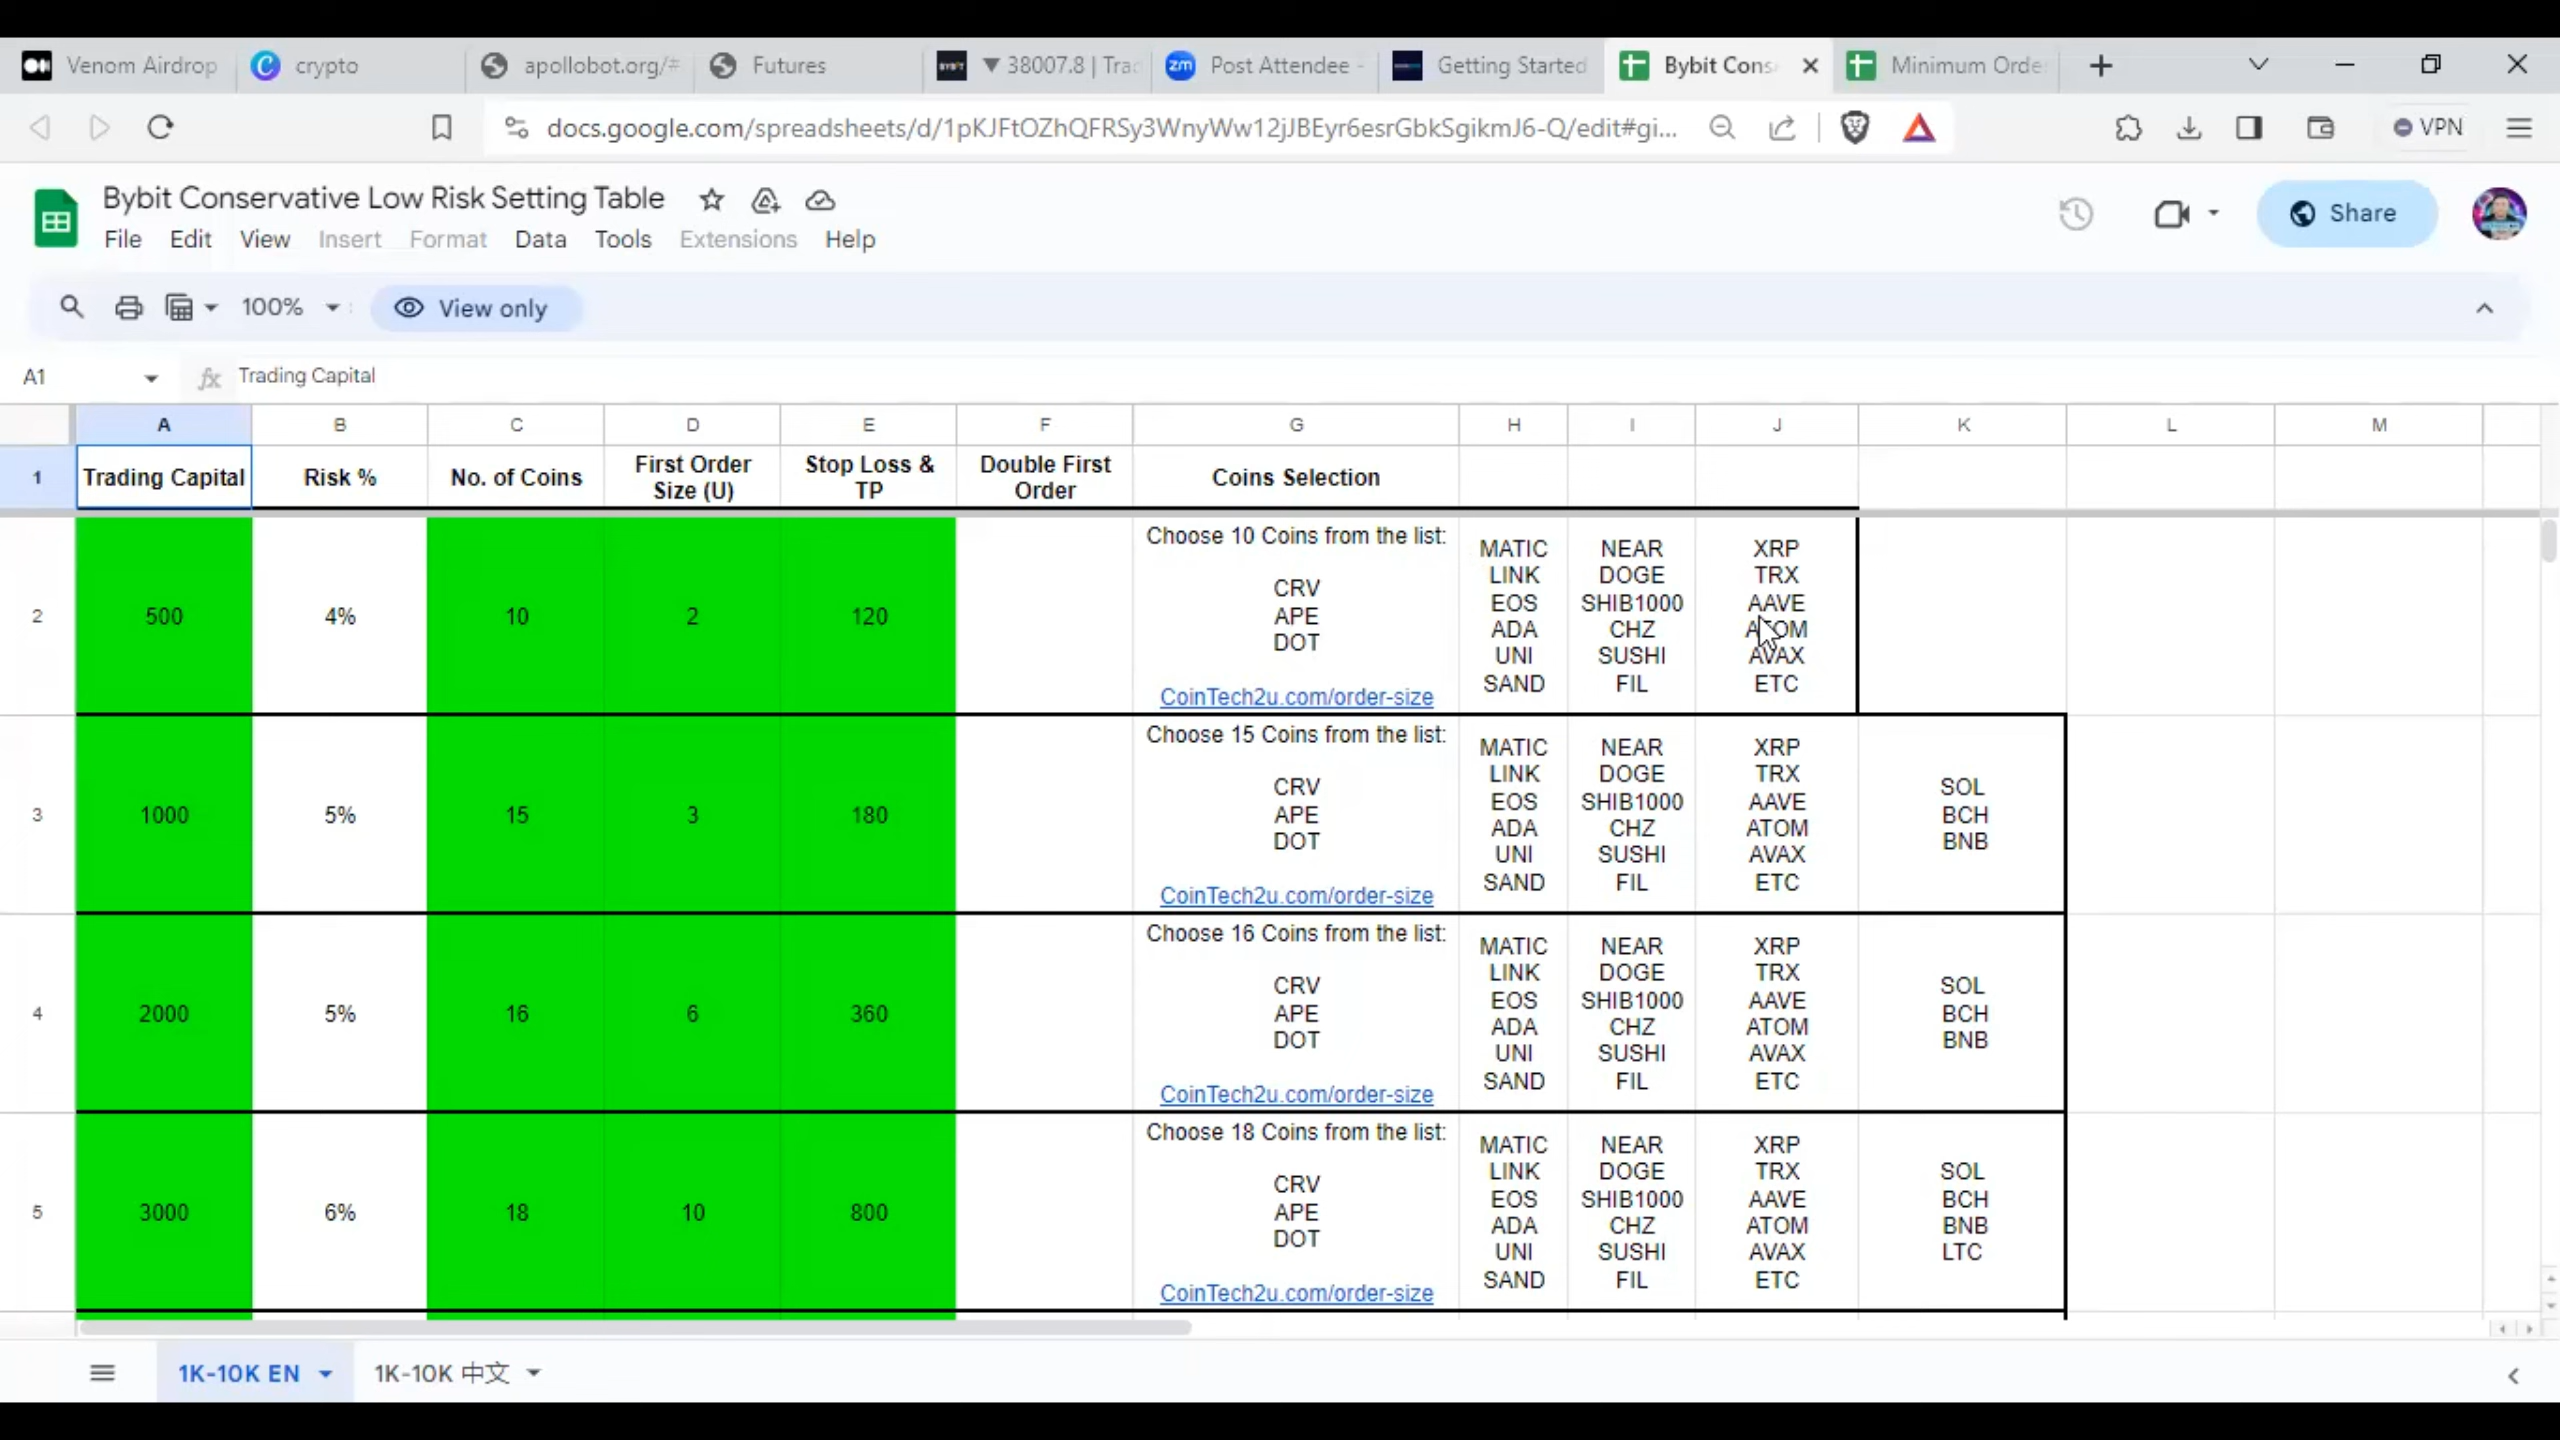 Venom Airdrop
crypto
apollobot.org/#
Futures
▼ 38007.8 | Trac
Post Attendee -
Getting Started
Bybit Cons
Minimum Orde
docs.google.com/spreadsheets/d/1pKJFtOZhQFRSy3WnyWw12jJBEyr6esrGbkSgikmJ6-Q/edit#gi...
VPN
Bybit Conservative Low Risk Setting Table
File Edit View Insert Format Data Tools Extensions Help
Share
100%
View only
A1
fx Trading Capital
A B C D E F G H I J K L M
1
Trading Capital
Risk %
No. of Coins
First Order
Size (U)
Stop Loss &
TP
Double First
Order
Coins Selection
2
500
4%
10
2
120
Choose 10 Coins from the list:
CRV
APE
DOT
CoinTech2u.com/order-size
MATIC
LINK
EOS
ADA
UNI
SAND
NEAR
DOGE
SHIB1000
CHZ
SUSHI
FIL
XRP
TRX
AAVE
ATOM
AVAX
ETC
3
1000
5%
15
3
180
Choose 15 Coins from the list:
CRV
APE
DOT
CoinTech2u.com/order-size
MATIC
LINK
EOS
ADA
UNI
SAND
NEAR
DOGE
SHIB1000
CHZ
SUSHI
FIL
XRP
TRX
AAVE
ATOM
AVAX
ETC
SOL
BCH
BNB
4
2000
5%
16
6
360
Choose 16 Coins from the list:
CRV
APE
DOT
CoinTech2u.com/order-size
MATIC
LINK
EOS
ADA
UNI
SAND
NEAR
DOGE
SHIB1000
CHZ
SUSHI
FIL
XRP
TRX
AAVE
ATOM
AVAX
ETC
SOL
BCH
BNB
5
3000
6%
18
10
800
Choose 18 Coins from the list:
CRV
APE
DOT
CoinTech2u.com/order-size
MATIC
LINK
EOS
ADA
UNI
SAND
NEAR
DOGE
SHIB1000
CHZ
SUSHI
FIL
XRP
TRX
AAVE
ATOM
AVAX
ETC
SOL
BCH
BNB
LTC
1K-10K EN
1K-10K 中文